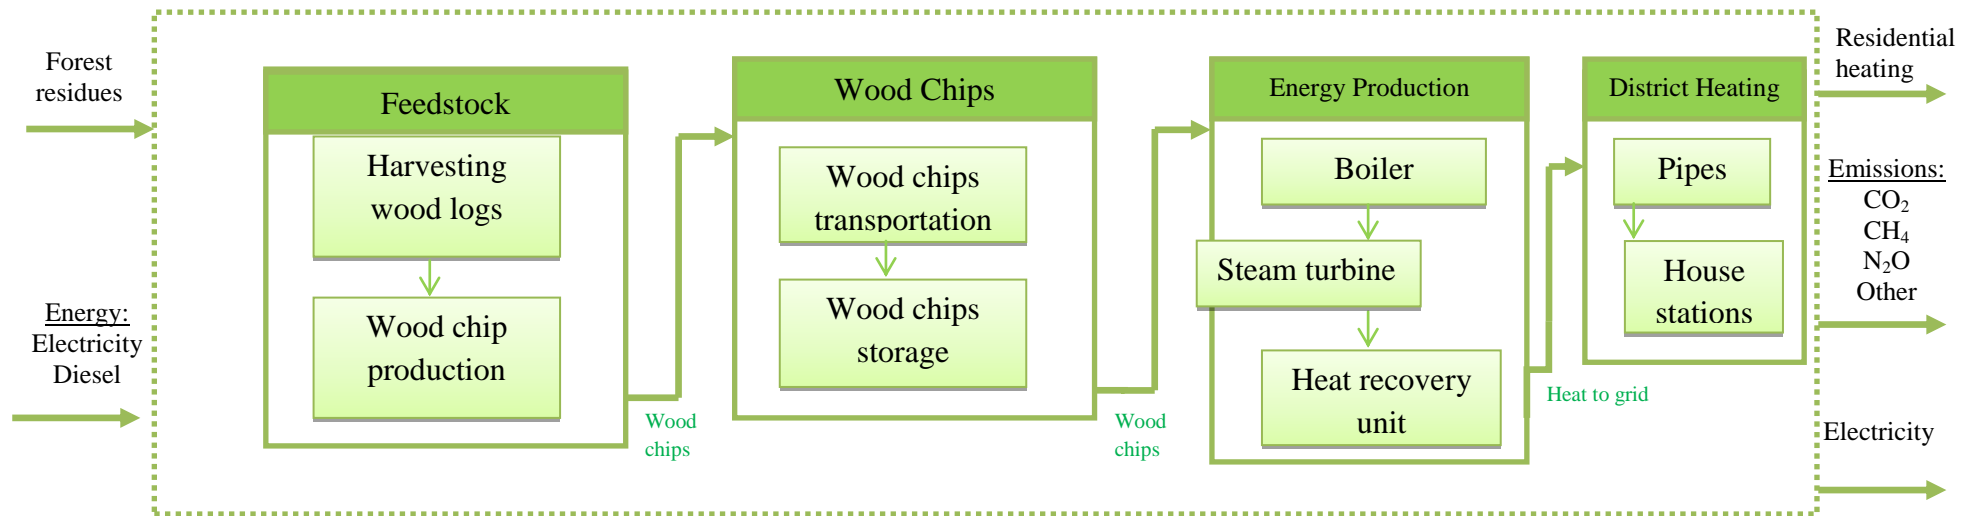 Forest
residues
Energy:
Electricity
Diesel
Feedstock
Harvesting
wood logs
Wood chip
production
Wood
chips
Wood Chips
Wood chips
transportation
Wood chips
storage
Wood
chips
Energy Production
Boiler
Steam turbine
Heat recovery
unit
Heat to grid
District Heating
Pipes
House
stations
Residential
heating
Emissions:
CO₂
CH₄
N₂O
Other
Electricity